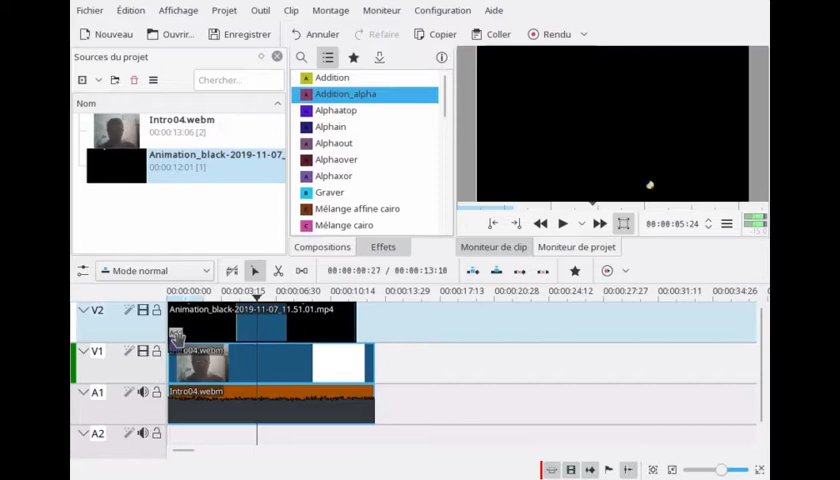 Fichier Édition Affichage Projet Outil Clip Montage Moniteur Configuration Aide
Nouveau Ouvrir... Enregistrer Annuler Refaire Copier Coller Rendu
Sources du projet
Chercher...
Nom
Intro04.webm
00:00:13:06 [2]
Animation_black-2019-11-07_
00:00:12:01 [1]
Addition
Addition_alpha
Alphaatop
Alphain
Alphaout
Alphaover
Alphaxor
Graver
Mélange affine cairo
Mélange cairo
Compositions Effets
00:00:05:24
Moniteur de clip Moniteur de projet
Mode normal
00:00:08:27 / 00:00:13:10
00:00:00:00 00:00:03:15 00:00:06:30 00:00:10:14 00:00:13:29 00:00:17:13 00:00:20:28 00:00:24:12 00:00:27:27 00:00:31:11
V2
Animation_black-2019-11-07_11.51.01.mp4
V1
o04.webm
A1
Intro04.webm
A2